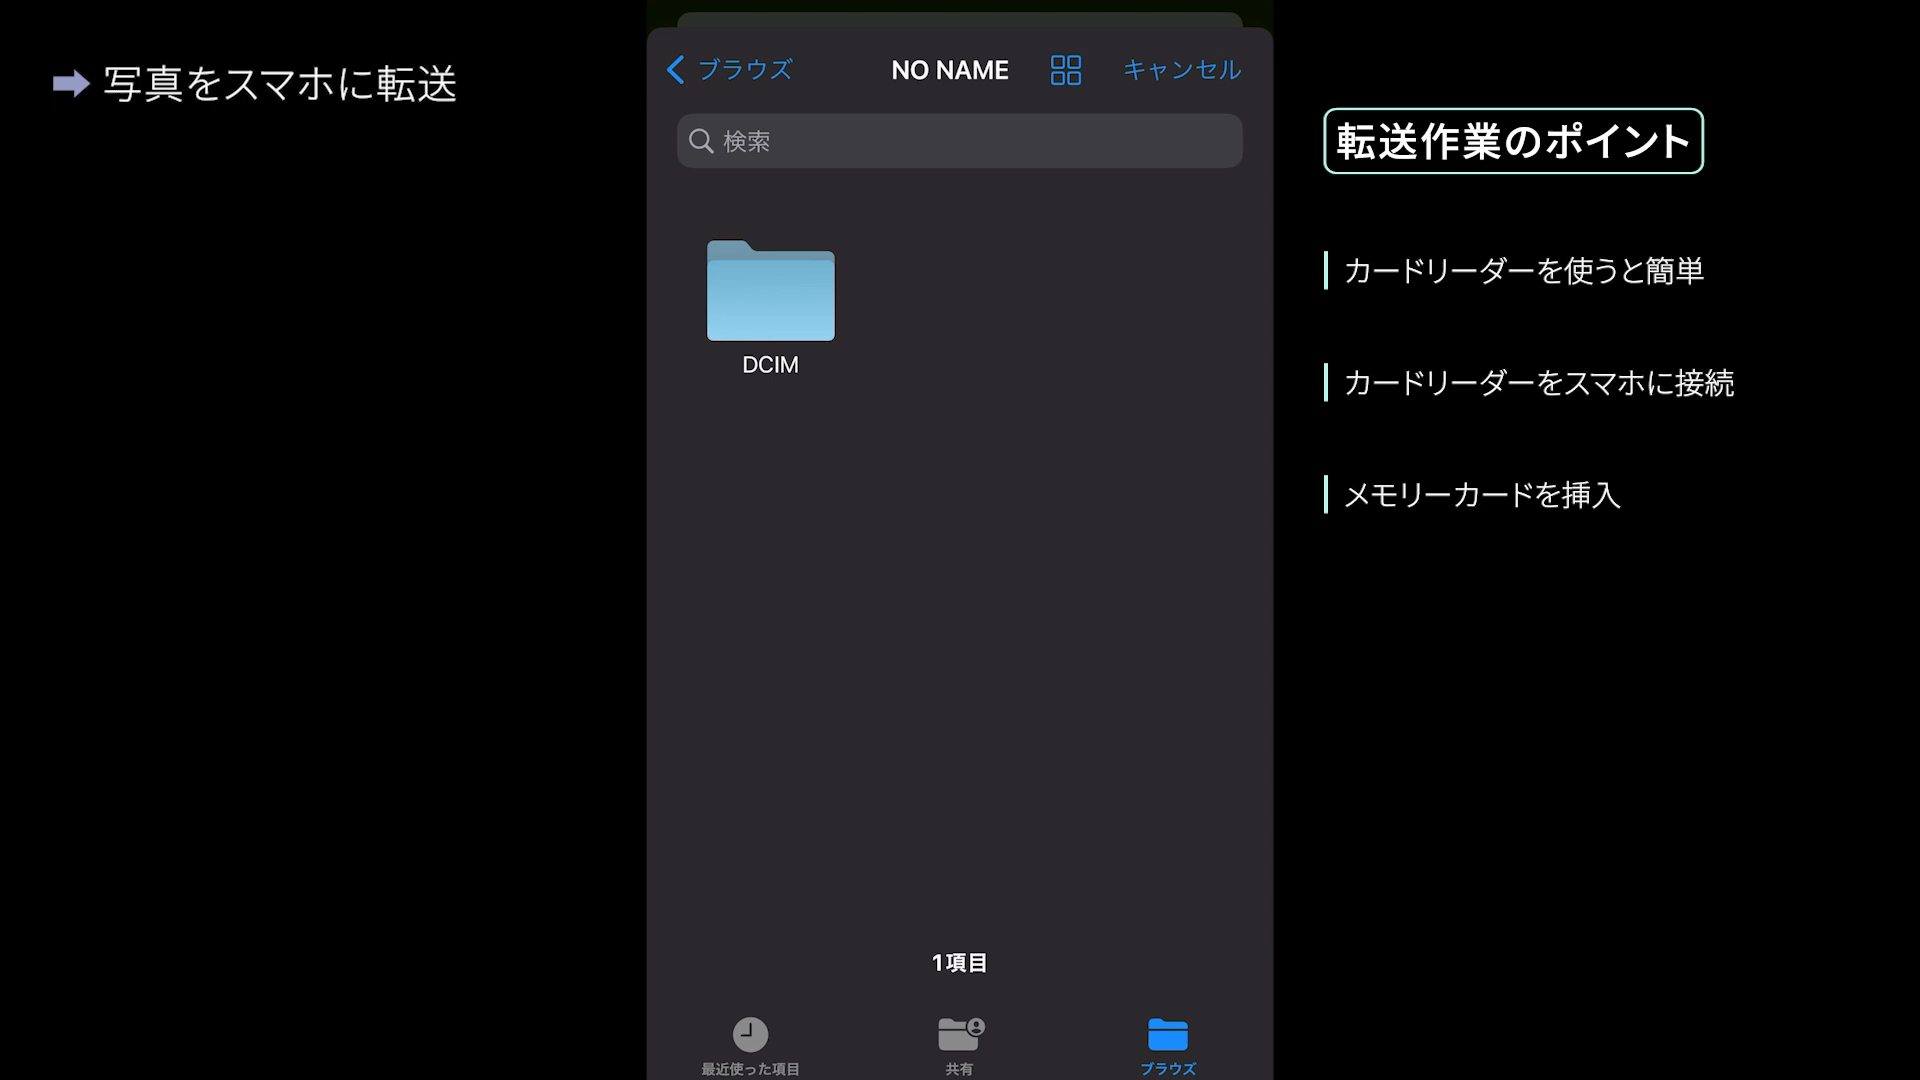 写真をスマホに転送
ブラウズ
NO NAME
キャンセル
検索
DCIM
1項目
最近使った項目
共有
ブラウズ
転送作業のポイント
カードリーダーを使うと簡単
カードリーダーをスマホに接続
メモリーカードを挿入